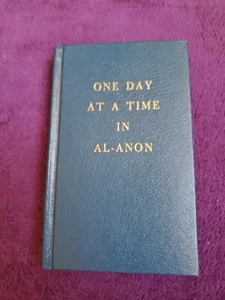 ONE DAY
AT A TIME
IN
AL-ANON